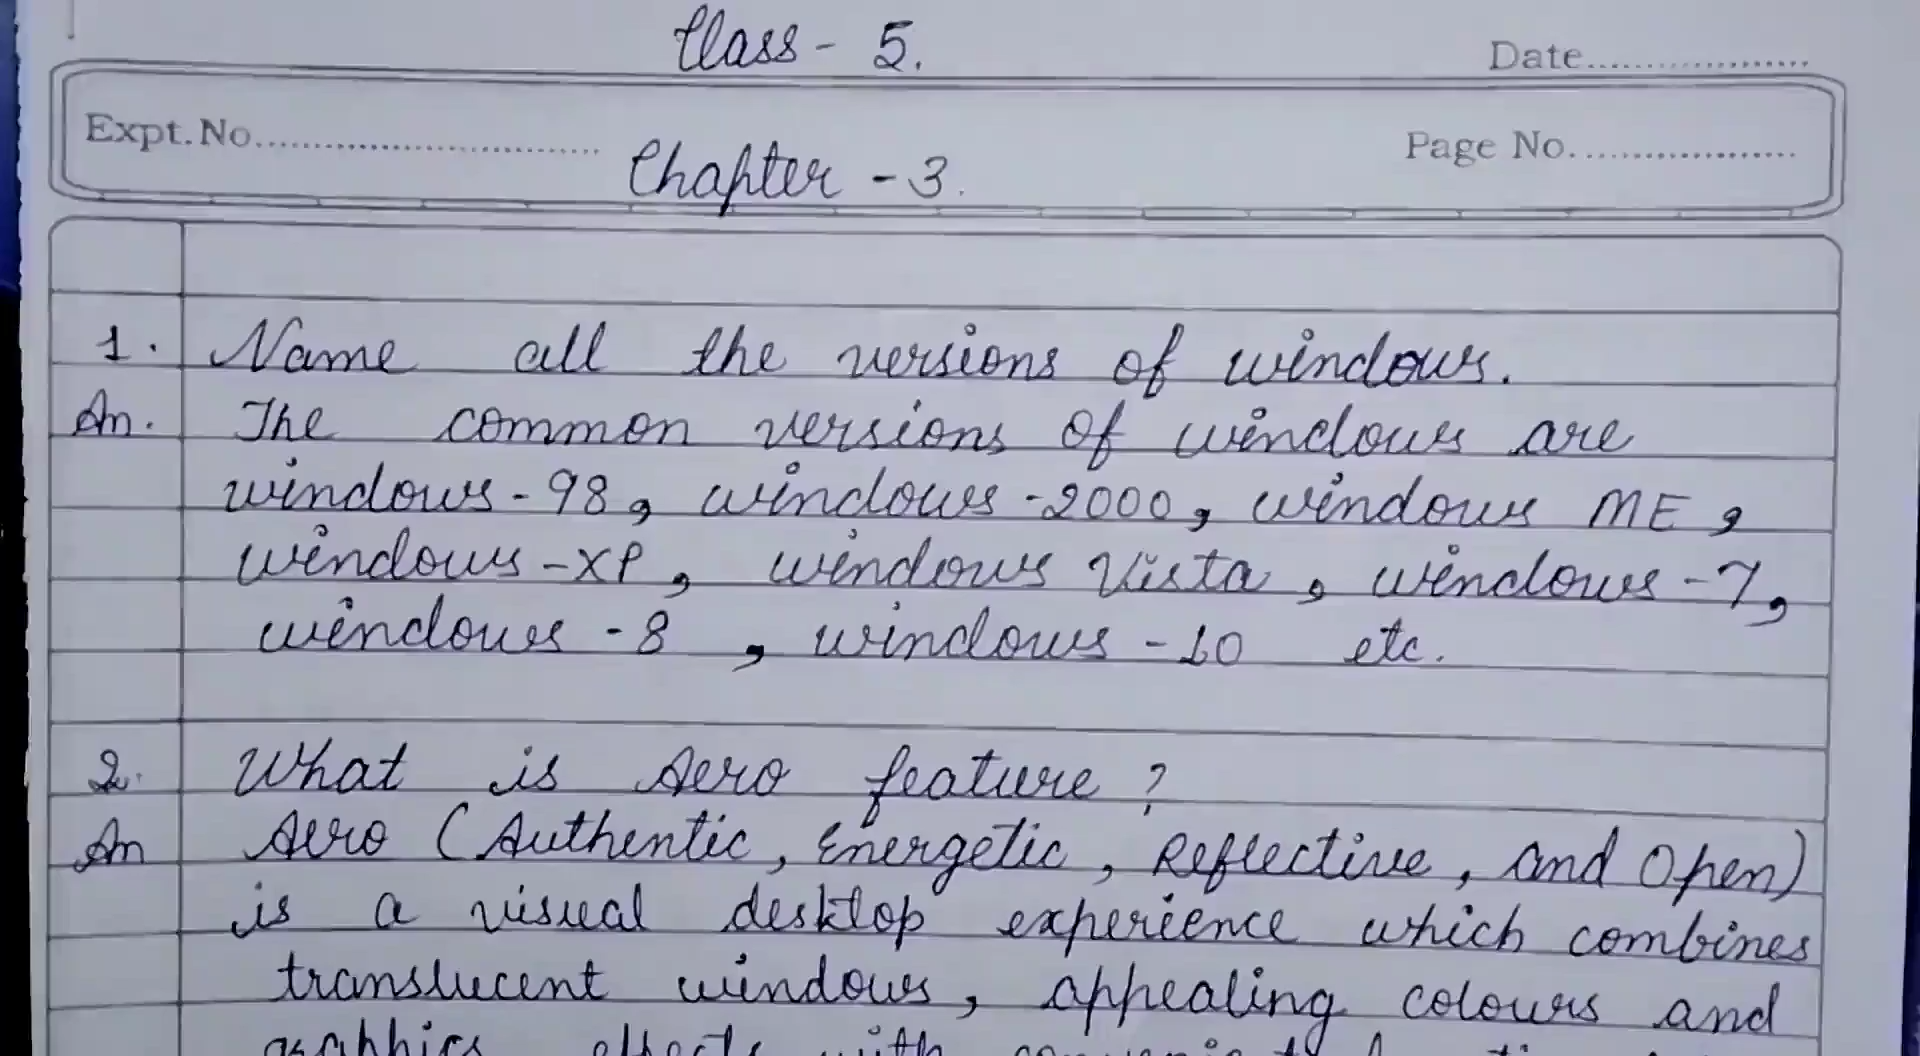 Class - 5.
Date....................
Expt. No................................
Page No.....................
Chapter - 3.
1. Name all the versions of windows.
An. The common versions of windows are
windows - 98, windows - 2000, windows ME,
windows - XP, windows Vista, windows - 7,
windows - 8, windows - 10 etc.
2. What is Aero feature?
An Aero (Authentic, Energetic, Reflective, and Open)
is a visual desktop experience which combines
translucent windows, appealing colours and
graphics effects with